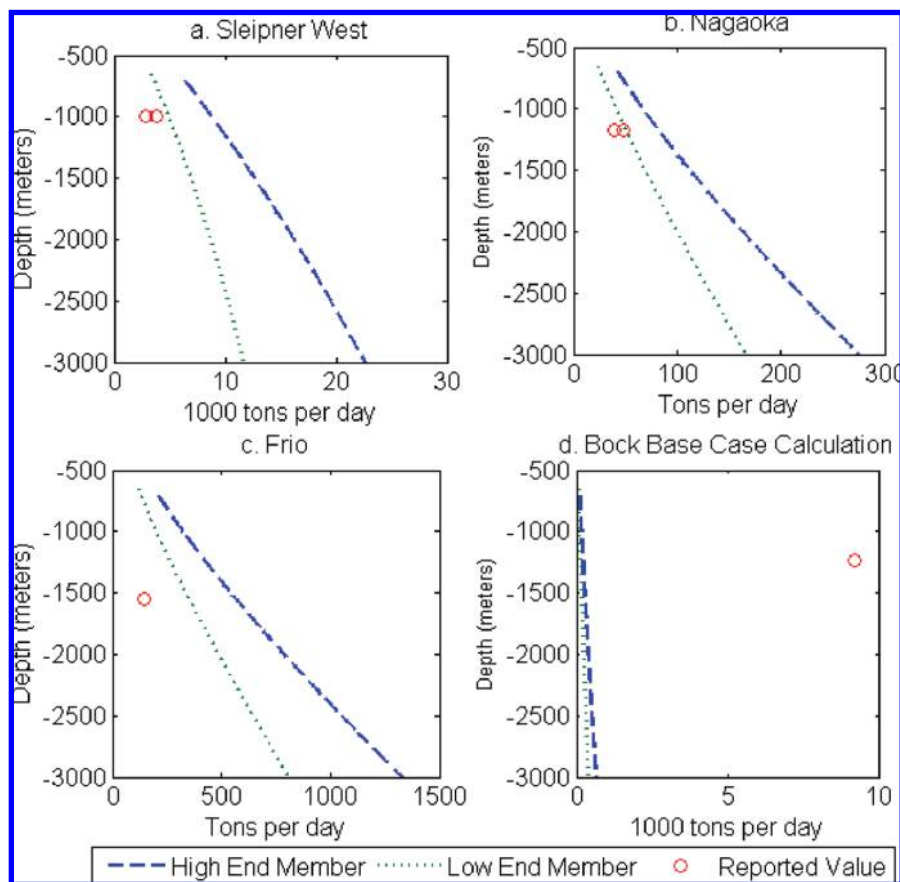 a. Sleipner West
-500
-1000
-1500
-2000
-2500
-3000
Depth (meters)
0 10 20 30
1000 tons per day
b. Nagaoka
-500
-1000
-1500
-2000
-2500
-3000
Depth (meters)
0 100 200 300
Tons per day
c. Frio
-500
-1000
-1500
-2000
-2500
-3000
Depth (meters)
0 500 1000 1500
Tons per day
d. Bock Base Case Calculation
-500
-1000
-1500
-2000
-2500
-3000
Depth (meters)
0 5 10
1000 tons per day
High End Member Low End Member Reported Value